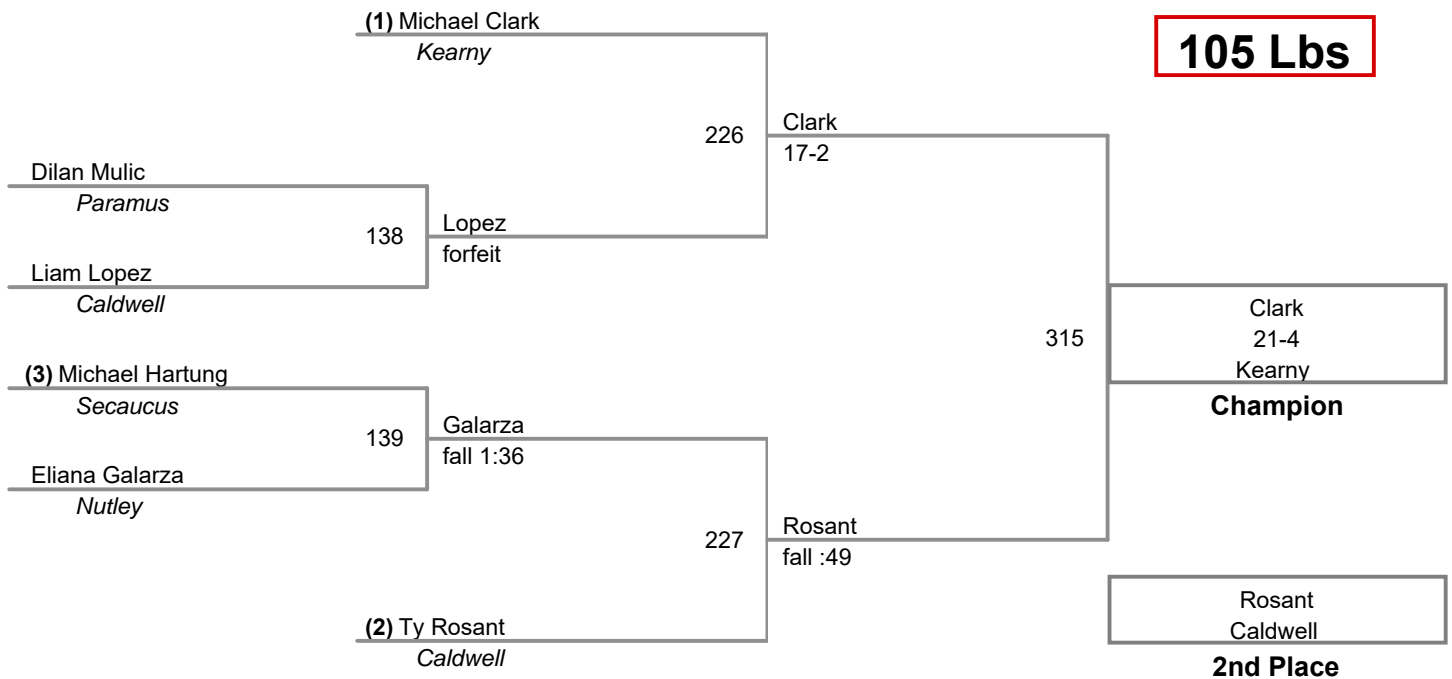 (1) Michael Clark
Kearny
105 Lbs
226
Clark
17-2
Dilan Mulic
Paramus
138
Lopez
forfeit
Liam Lopez
Caldwell
315
Clark
21-4
Kearny
Champion
(3) Michael Hartung
Secaucus
139
Galarza
fall 1:36
Eliana Galarza
Nutley
227
Rosant
fall :49
(2) Ty Rosant
Caldwell
Rosant
Caldwell
2nd Place